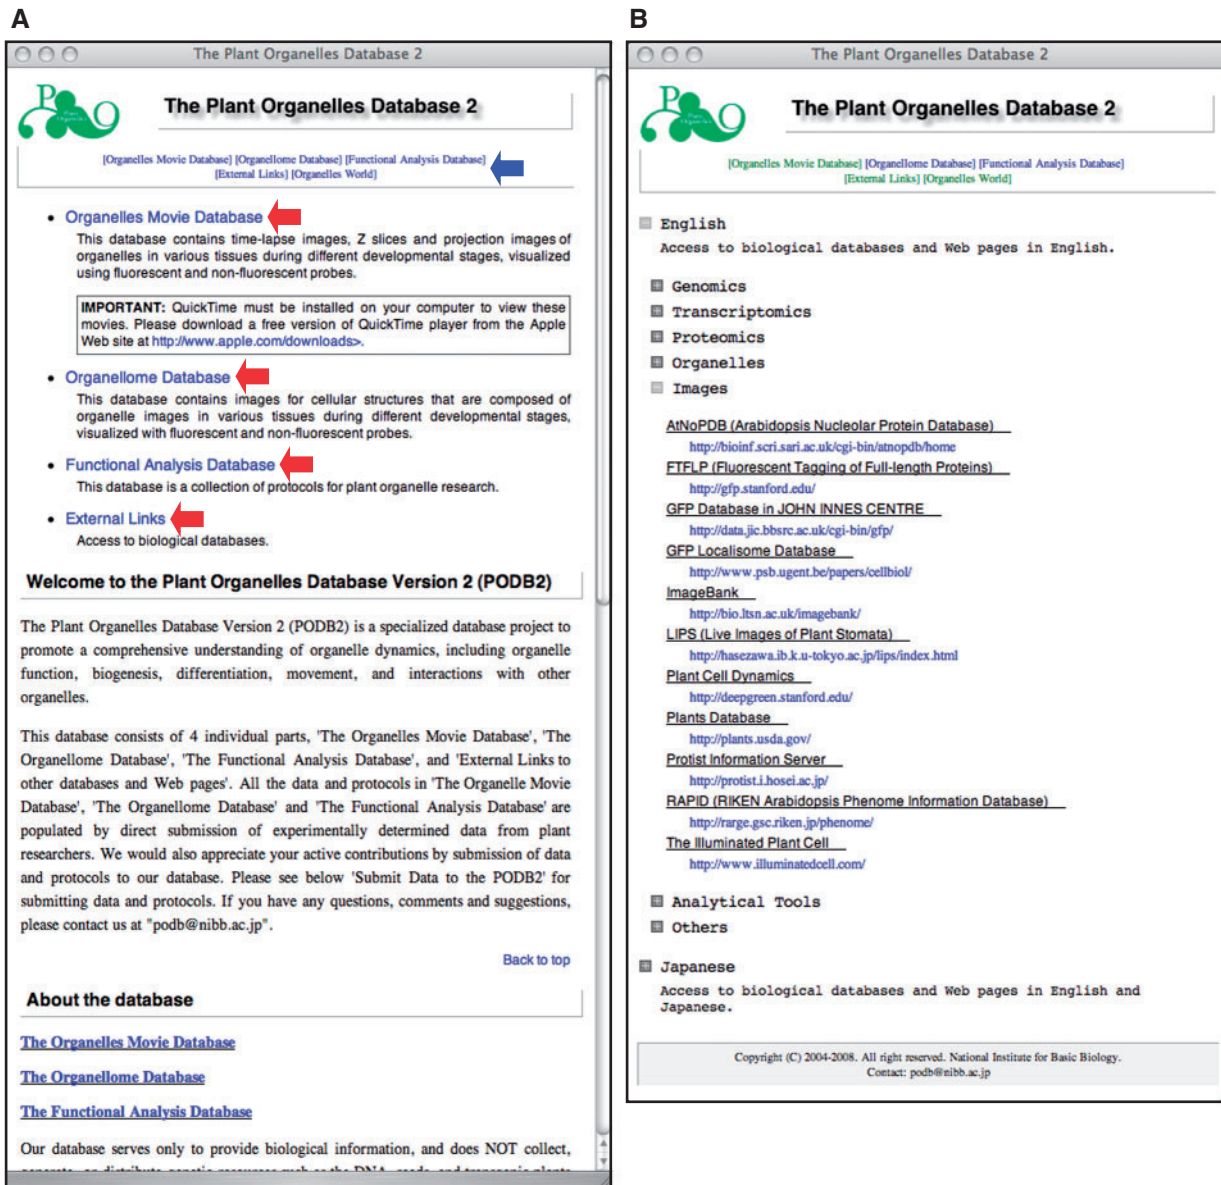 A
The Plant Organelles Database 2
P O
The Plant Organelles Database 2
[Organelles Movie Database] [Organellome Database] [Functional Analysis Database]
[External Links] [Organelles World]
• Organelles Movie Database
This database contains time-lapse images, Z slices and projection images of
organelles in various tissues during different developmental stages, visualized
using fluorescent and non-fluorescent probes.
IMPORTANT: QuickTime must be installed on your computer to view these
movies. Please download a free version of QuickTime player from the Apple
Web site at http://www.apple.com/downloads>.
• Organellome Database
This database contains images for cellular structures that are composed of
organelle images in various tissues during different developmental stages,
visualized with fluorescent and non-fluorescent probes.
• Functional Analysis Database
This database is a collection of protocols for plant organelle research.
• External Links
Access to biological databases.
Welcome to the Plant Organelles Database Version 2 (PODB2)
The Plant Organelles Database Version 2 (PODB2) is a specialized database project to
promote a comprehensive understanding of organelle dynamics, including organelle
function, biogenesis, differentiation, movement, and interactions with other
organelles.
This database consists of 4 individual parts, 'The Organelles Movie Database', 'The
Organellome Database', 'The Functional Analysis Database', and 'External Links to
other databases and Web pages'. All the data and protocols in 'The Organelle Movie
Database', 'The Organellome Database' and 'The Functional Analysis Database' are
populated by direct submission of experimentally determined data from plant
researchers. We would also appreciate your active contributions by submission of data
and protocols to our database. Please see below 'Submit Data to the PODB2' for
submitting data and protocols. If you have any questions, comments and suggestions,
please contact us at "podb@nibb.ac.jp".
Back to top
About the database
The Organelles Movie Database
The Organellome Database
The Functional Analysis Database
Our database serves only to provide biological information, and does NOT collect,
B
The Plant Organelles Database 2
P O
The Plant Organelles Database 2
[Organelles Movie Database] [Organellome Database] [Functional Analysis Database]
[External Links] [Organelles World]
English
Access to biological databases and Web pages in English.
Genomics
Transcriptomics
Proteomics
Organelles
Images
AtNoPDB (Arabidopsis Nucleolar Protein Database)
http://bioinf.scri.sari.ac.uk/cgi-bin/atnopdb/home
FTFLP (Fluorescent Tagging of Full-length Proteins)
http://gfp.stanford.edu/
GFP Database in JOHN INNES CENTRE
http://data.jic.bbsrc.ac.uk/cgi-bin/gfp/
GFP Localisome Database
http://www.psb.ugent.be/papers/cellbiol/
ImageBank
http://bio.ltsn.ac.uk/imagebank/
LIPS (Live Images of Plant Stomata)
http://hasezawa.ib.k.u-tokyo.ac.jp/lips/index.html
Plant Cell Dynamics
http://deepgreen.stanford.edu/
Plants Database
http://plants.usda.gov/
Protist Information Server
http://protist.i.hosei.ac.jp/
RAPID (RIKEN Arabidopsis Phenome Information Database)
http://rarge.gsc.riken.jp/phenome/
The Illuminated Plant Cell
http://www.illuminatedcell.com/
Analytical Tools
Others
Japanese
Access to biological databases and Web pages in English and
Japanese.
Copyright (C) 2004-2008. All right reserved. National Institute for Basic Biology.
Contact: podb@nibb.ac.jp